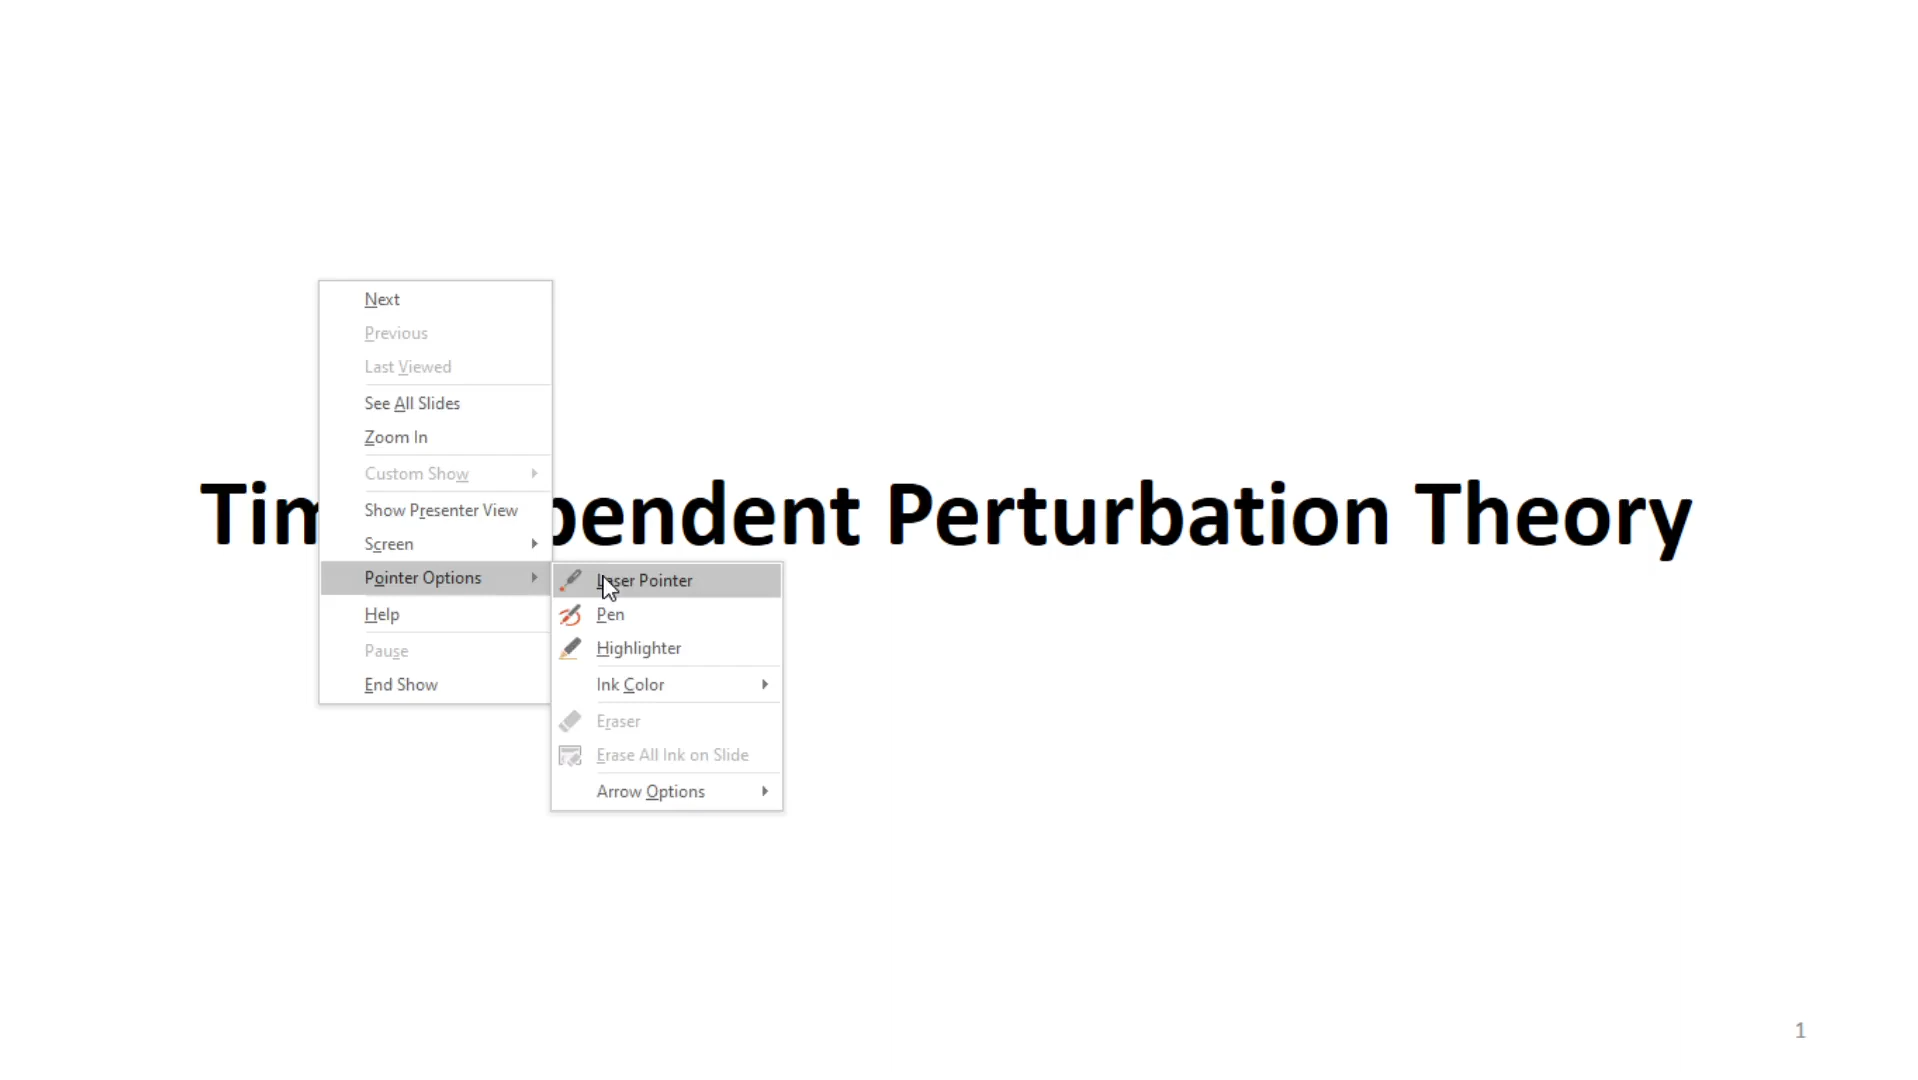 Next
Previous
Last Viewed
See All Slides
Zoom In
Custom Show
Tim pendent Perturbation Theory
Show Presenter View
Screen
Pointer Options
Help
Pause
End Show
Laser Pointer
Pen
Highlighter
Ink Color
Eraser
Erase All Ink on Slide
Arrow Options
1